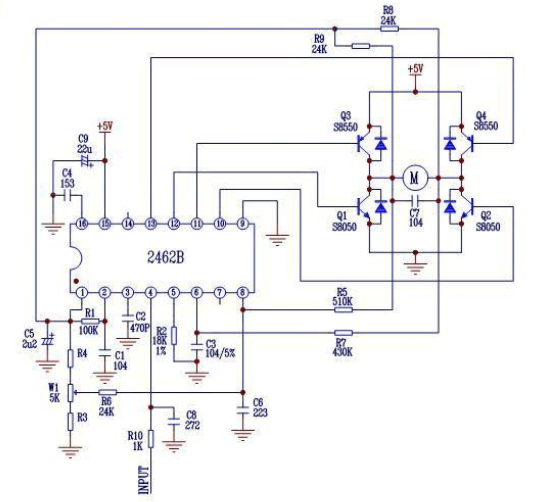 R8
24K
R9
24K
+5V
Q3
S8550
Q4
S8550
+5V
C9
22u
+
C4
153
M
Q1
S8050
C7
104
Q2
S8050
16 15 14 13 12 11 10 9
2462B
1 2 3 4 5 6 7 8
R5
510K
R1
100K
C2
470P
R2
18K
1%
C3
104/5%
R7
430K
C5
2u2
+
C1
104
R4
W1
5K
R6
24K
R3
C6
223
C8
272
R10
1K
INPUT